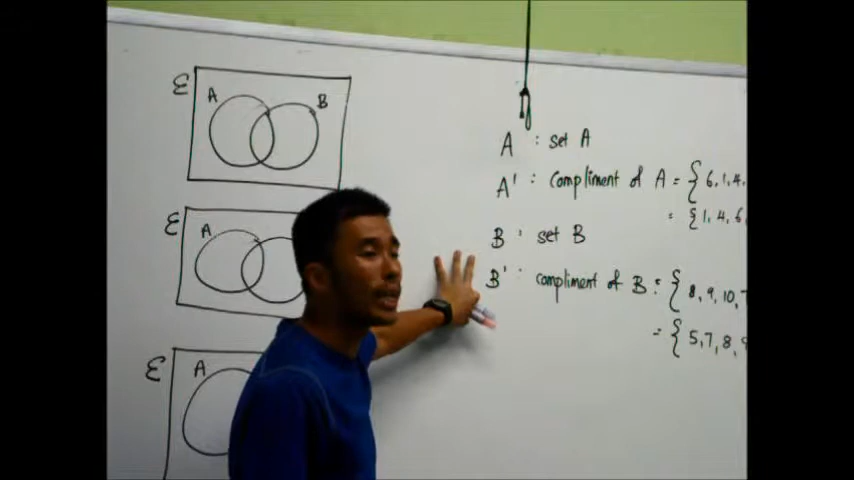 ε A B
A : set A
A' : compliment of A = { 6, 1, 4,
= { 1, 4, 6
ε A
B : set B
B' : compliment of B = { 8, 9, 10, 7
= { 5, 7, 8, 9
ε A